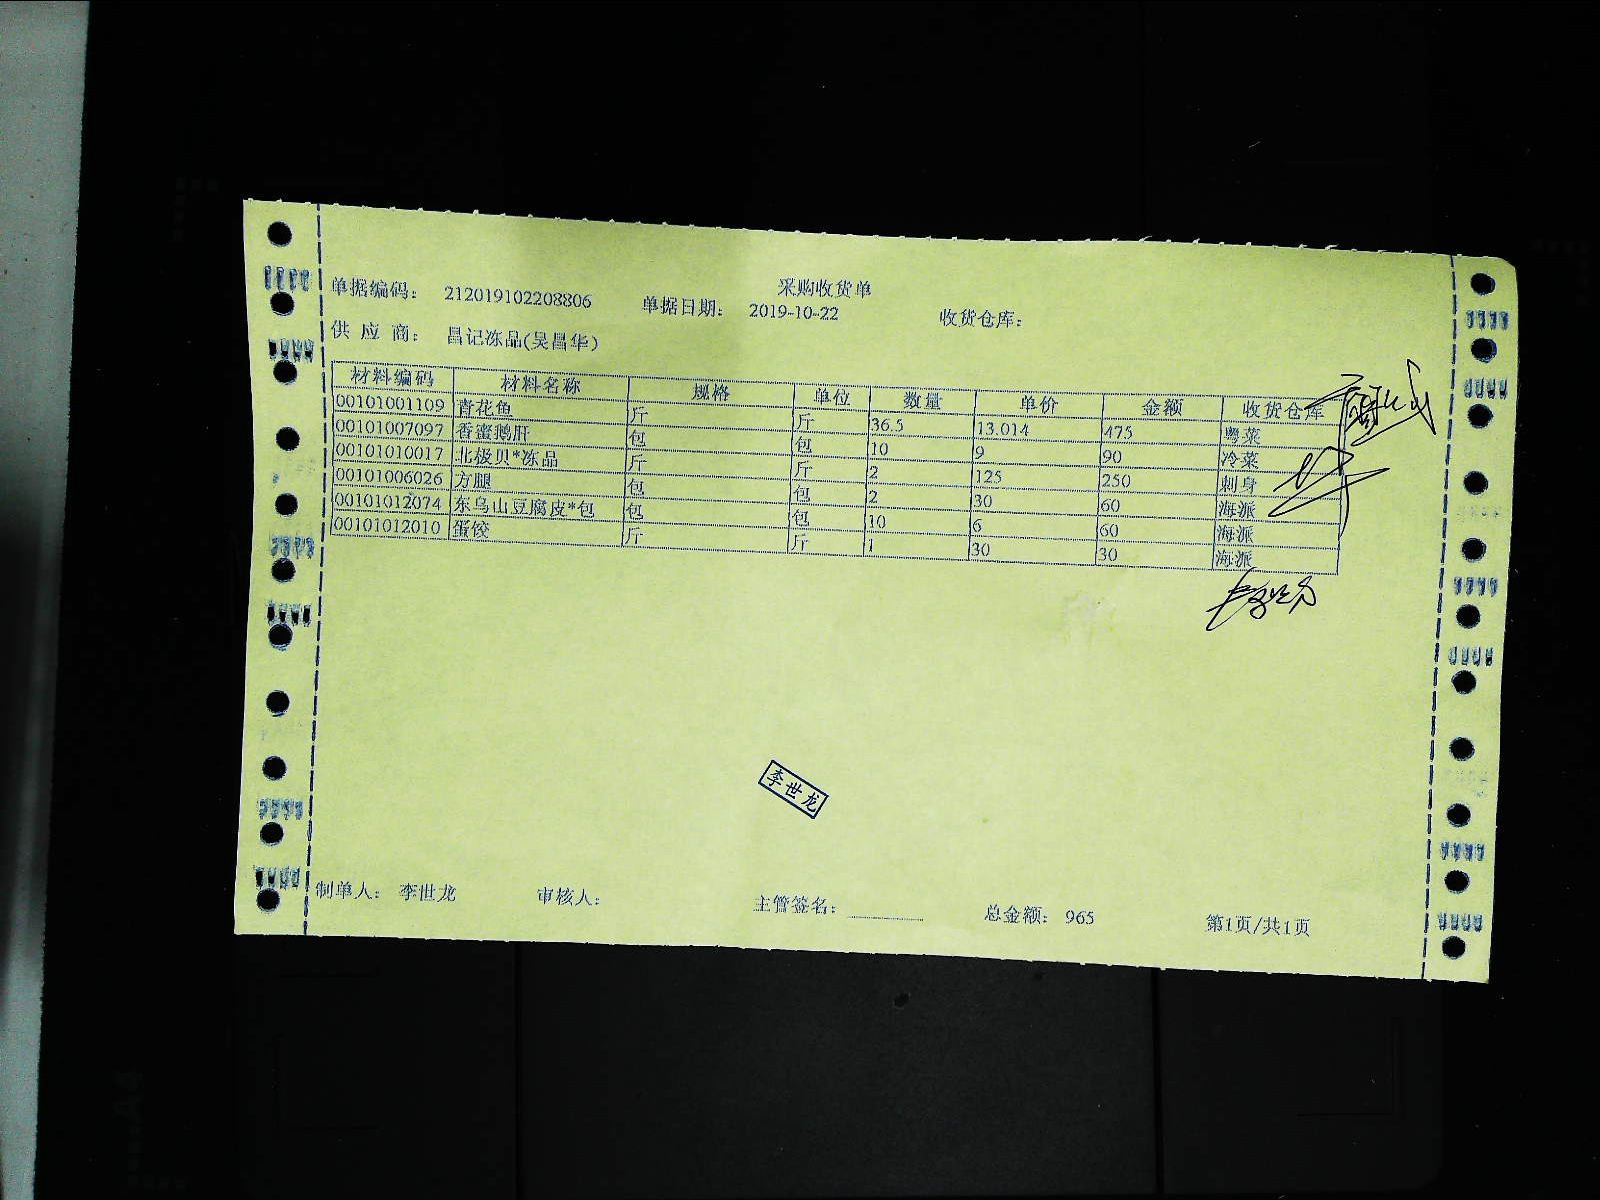 采购收货单
单据编码: 212019102208806 单据日期: 2019-10-22 收货仓库:
供 应 商: 昌记冻品(吴昌华)
材料编码 材料名称 规格 单位 数量 单价 金额 收货仓库
00101001109 青花鱼 斤 斤 36.5 13.014 475 粤菜
00101007097 香蜜鹅肝 包 包 10 9 90 冷菜
00101010017 北极贝*冻品 斤 斤 2 125 250 刺身
00101006026 方腿 包 包 2 30 60 海派
00101012074 东乌山豆腐皮*包 包 包 10 6 60 海派
00101012010 蛋饺 斤 斤 1 30 30 海派
李世龙
制单人: 李世龙 审核人: 主管签名: 总金额: 965 第1页/共1页